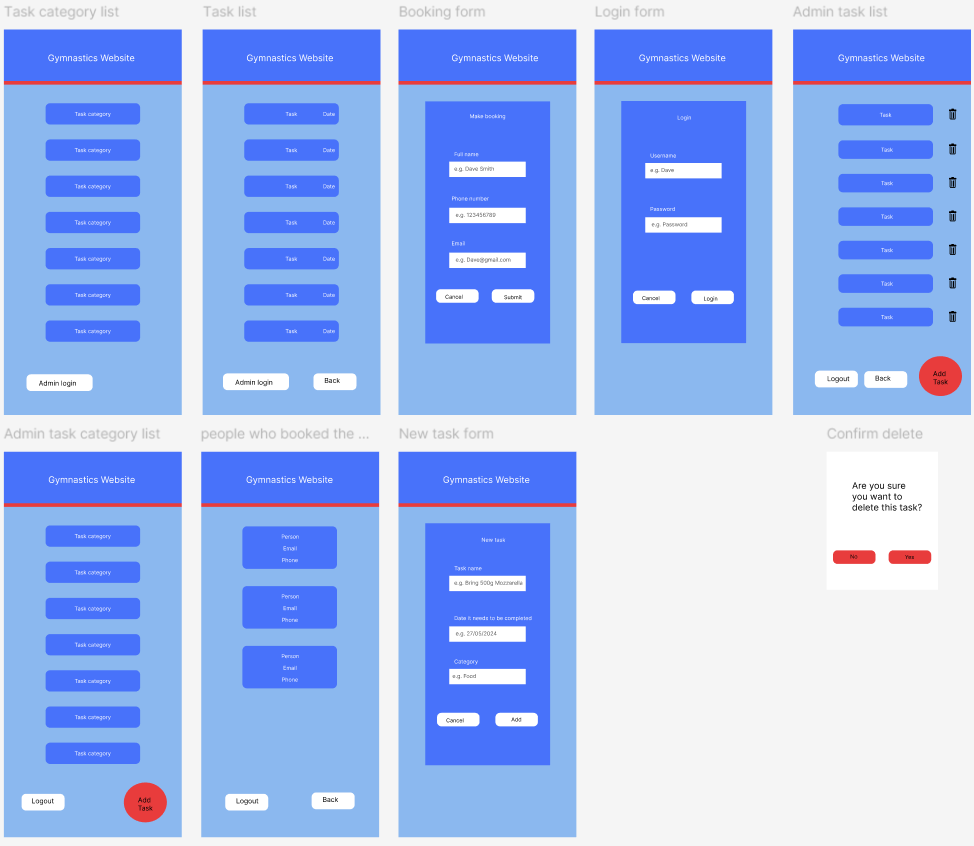 Task category list
Task list
Booking form
Login form
Admin task list
Gymnastics Website
Gymnastics Website
Gymnastics Website
Gymnastics Website
Gymnastics Website
Task category
Task category
Task category
Task category
Task category
Task category
Task category
Admin login
Task Date
Task Date
Task Date
Task Date
Task Date
Task Date
Task Date
Admin login
Back
Make booking
Full name
e.g. Dave Smith
Phone number
e.g. 123456789
Email
e.g. Dave@gmail.com
Cancel
Submit
Login
Username
e.g. Dave
Password
e.g. Password
Cancel
Login
Task
Task
Task
Task
Task
Task
Task
Logout
Back
Add
Task
Admin task category list
people who booked the ...
New task form
Confirm delete
Gymnastics Website
Gymnastics Website
Gymnastics Website
Task category
Task category
Task category
Task category
Task category
Task category
Task category
Logout
Add
Task
Person
Email
Phone
Person
Email
Phone
Person
Email
Phone
Logout
Back
New task
Task name
e.g. Bring 500g Mozzarella
Date it needs to be completed
e.g. 27/05/2024
Category
e.g. Food
Cancel
Add
Are you sure
you want to
delete this task?
No
Yes